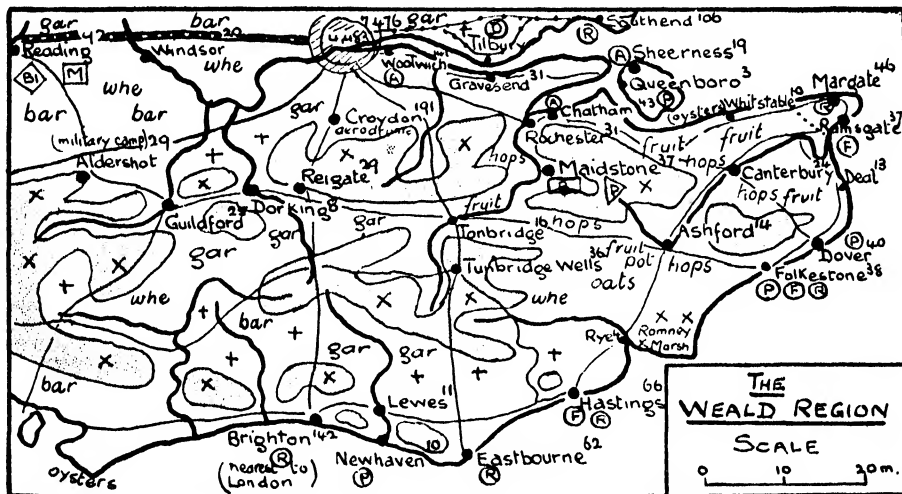 gar
bar
7476 gar
Southend 106
Ⓡ
42
20
Reading
Windsor
Ⓓ
Tilbury
Woolwich
Ⓐ
Gravesend 31
Ⓐ Sheerness 19
Queenboro 3
43 Ⓟ
Margate 46
Ⓡ
B1
M
whe
whe
whe
bar
bar
gar
Croydon 191
aerodrome
Ⓐ
Chatham
Rochester 31
(oysters) Whitstable 10
Ramsgate 37
Ⓕ
fruit
fruit
(military camp) 29
Aldershot
Reigate 29
hops
Maidstone 37
hops
Canterbury 24
hops fruit
Deal 13
Guildford
Dorking 8
fruit
Tonbridge 16
hops
Ashford 14
Dover 40
Ⓟ
gar
gar
gar
Tunbridge Wells 36
fruit
pot
oats
hops
Folkestone 38
Ⓟ Ⓕ Ⓡ
whe
whe
bar
gar
gar
Rye 4
Romney
Marsh
bar
Lewes 11
Hastings 66
Ⓕ Ⓡ
Brighton 142
Ⓡ
(nearest to
London)
Newhaven 10
Ⓟ
Eastbourne 62
Ⓡ
oysters
THE
WEALD REGION
SCALE
0 10 20 m.